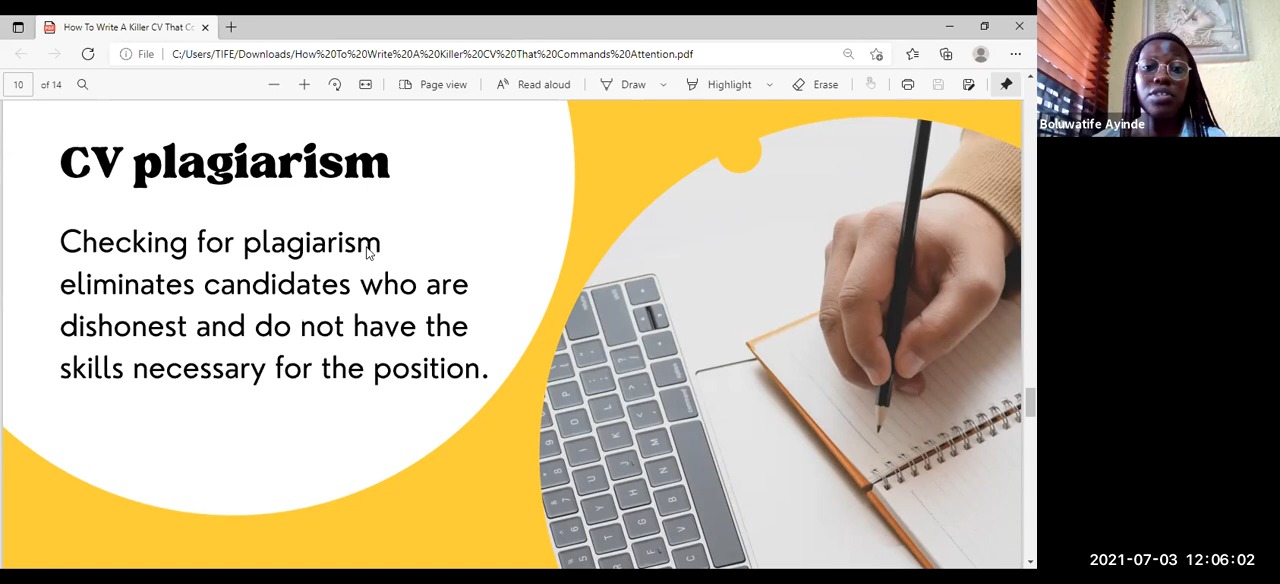 How To Write A Killer CV That Co
File
C:/Users/TIFE/Downloads/How%20To%20Write%20A%20Killer%20CV%20That%20Commands%20Attention.pdf
10 of 14
Page view
Read aloud
Draw
Highlight
Erase
CV plagiarism
Checking for plagiarism
eliminates candidates who are
dishonest and do not have the
skills necessary for the position.
Boluwatife Ayinde
2021-07-03 12:06:02